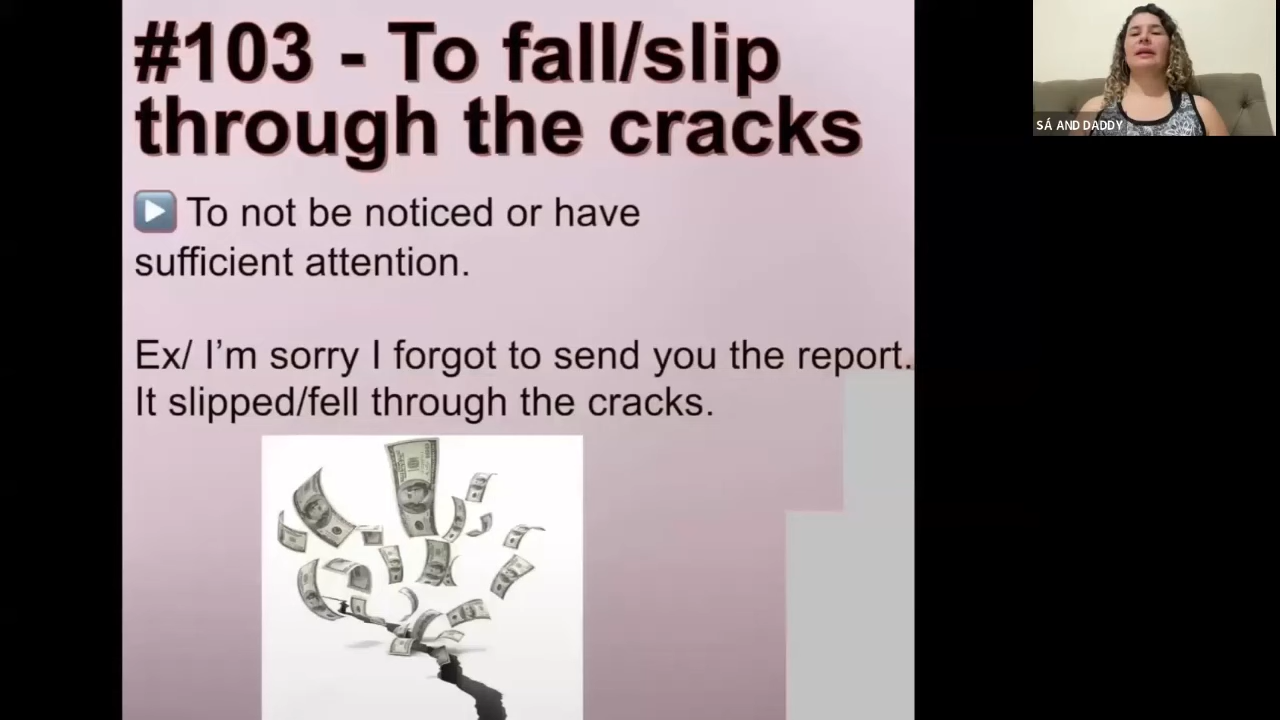 #103 - To fall/slip
through the cracks
To not be noticed or have
sufficient attention.
Ex/ I’m sorry I forgot to send you the report.
It slipped/fell through the cracks.
SÁ AND DADDY